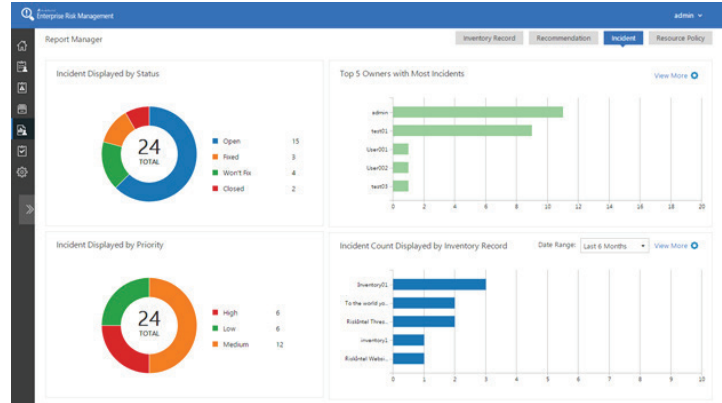 Enterprise Risk Management
admin
Report Manager
Inventory Record
Recommendation
Incident
Resource Policy
Incident Displayed by Status
24
TOTAL
Open 15
Fixed 3
Won't Fix 4
Closed 2
Top 5 Owners with Most Incidents
View More
admin
test01
User001
User002
test03
0 2 4 6 8 10 12 14 16 18 20
Incident Displayed by Priority
24
TOTAL
High 6
Low 6
Medium 12
Incident Count Displayed by Inventory Record
Date Range: Last 6 Months
View More
Inventory01
To the world yo...
RiskIntel Threa...
inventory1
RiskIntel Websi...
0 1 2 3 4 5 6 7 8 9 10